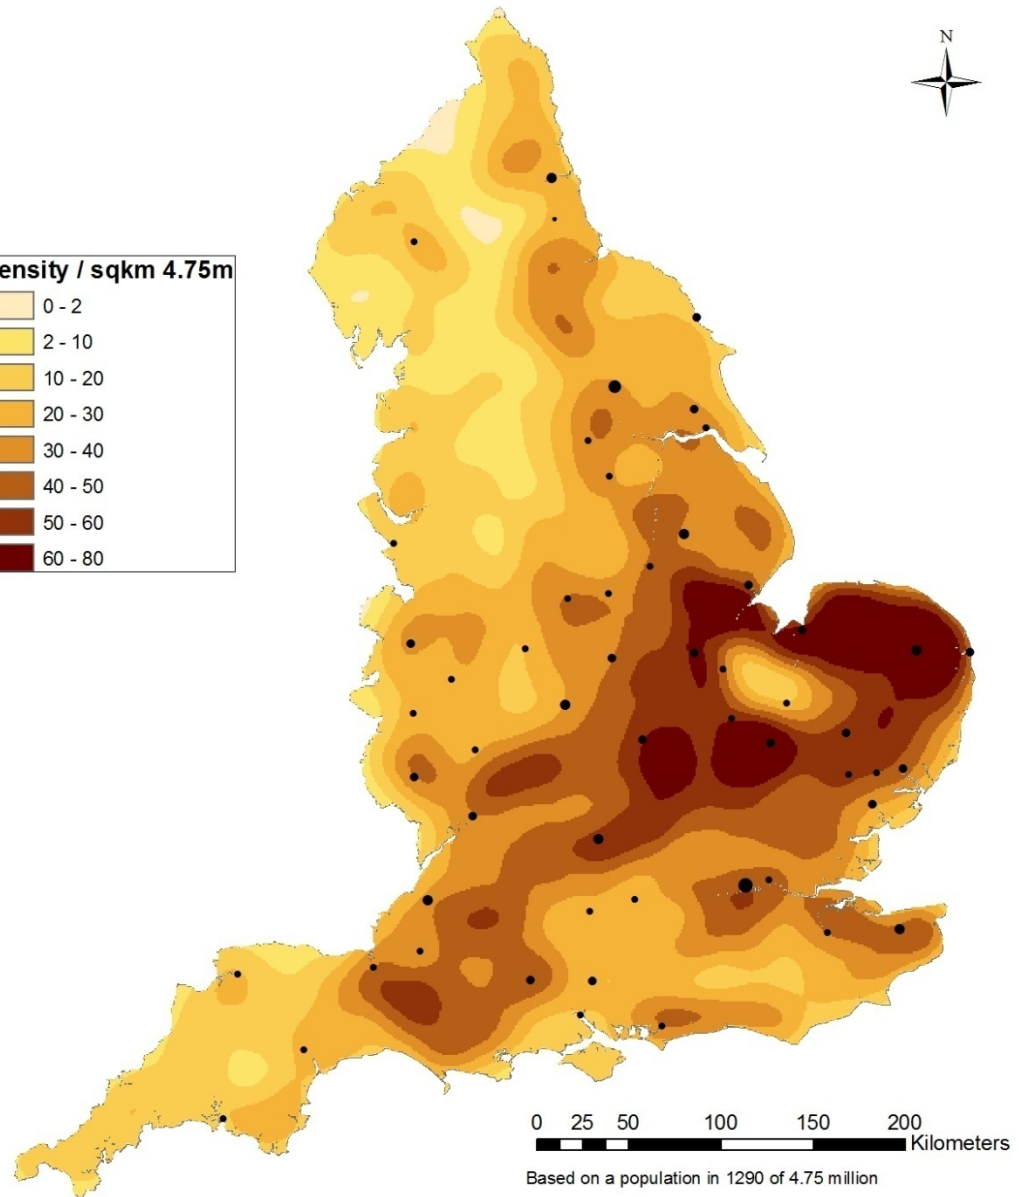 N
ensity / sqkm 4.75m
0 - 2
2 - 10
10 - 20
20 - 30
30 - 40
40 - 50
50 - 60
60 - 80
0 25 50 100 150 200
Kilometers
Based on a population in 1290 of 4.75 million